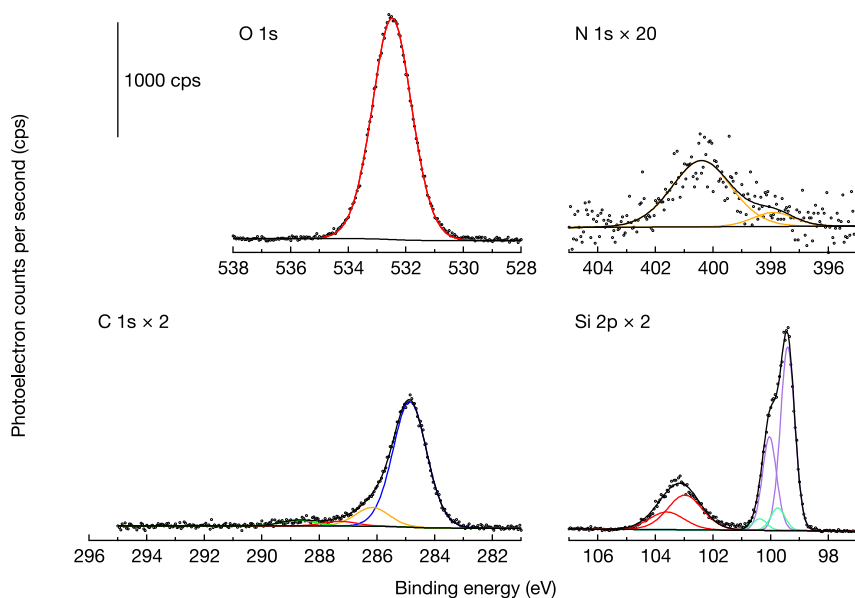 O 1s
N 1s × 20
1000 cps
538 536 534 532 530 528
404 402 400 398 396
C 1s × 2
Si 2p × 2
296 294 292 290 288 286 284 282
106 104 102 100 98
Photoelectron counts per second (cps)
Binding energy (eV)